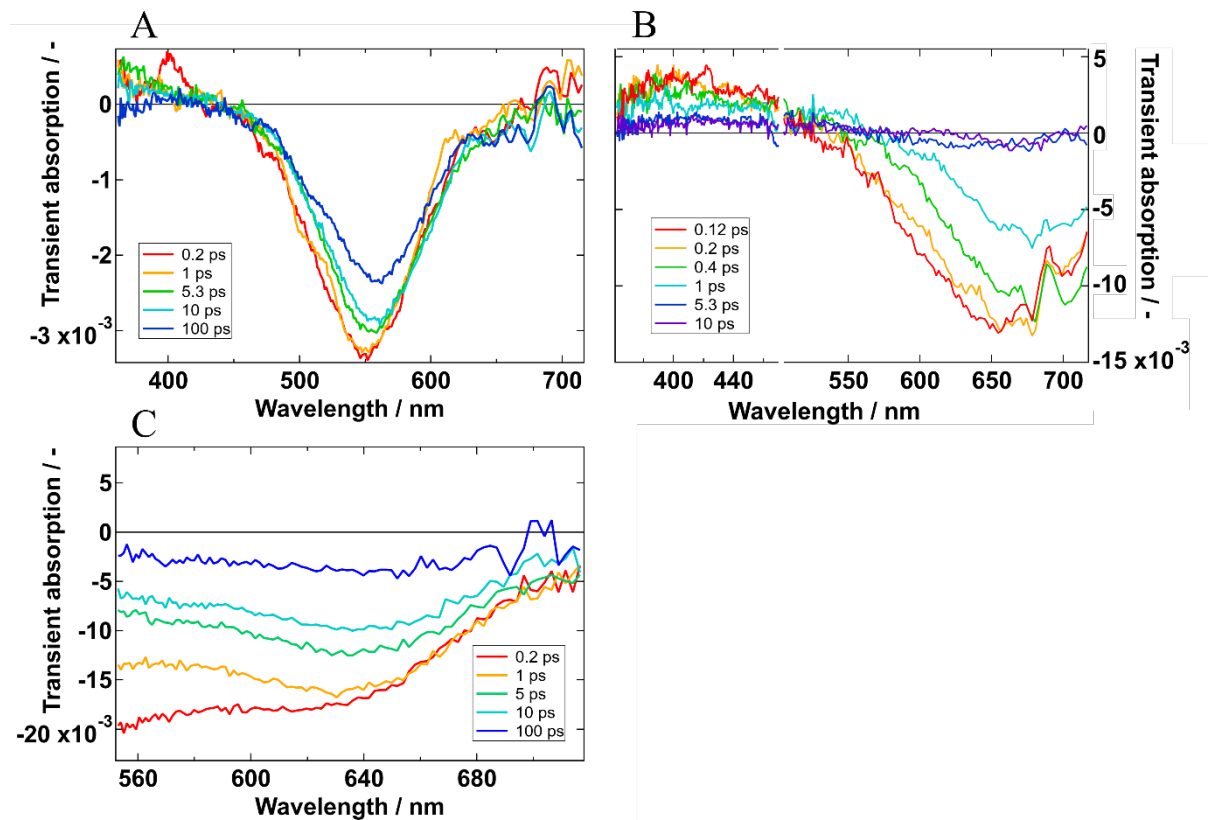 A
Transient absorption / -
0
-1
-2
-3 x10-3
0.2 ps
1 ps
5.3 ps
10 ps
100 ps
400
500
600
700
Wavelength / nm
B
5
0
-5
-10
-15 x10-3
Transient absorption / -
0.12 ps
0.2 ps
0.4 ps
1 ps
5.3 ps
10 ps
400
440
550
600
650
700
Wavelength / nm
C
Transient absorption / -
5
0
-5
-10
-15
-20 x10-3
0.2 ps
1 ps
5 ps
10 ps
100 ps
560
600
640
680
Wavelength / nm